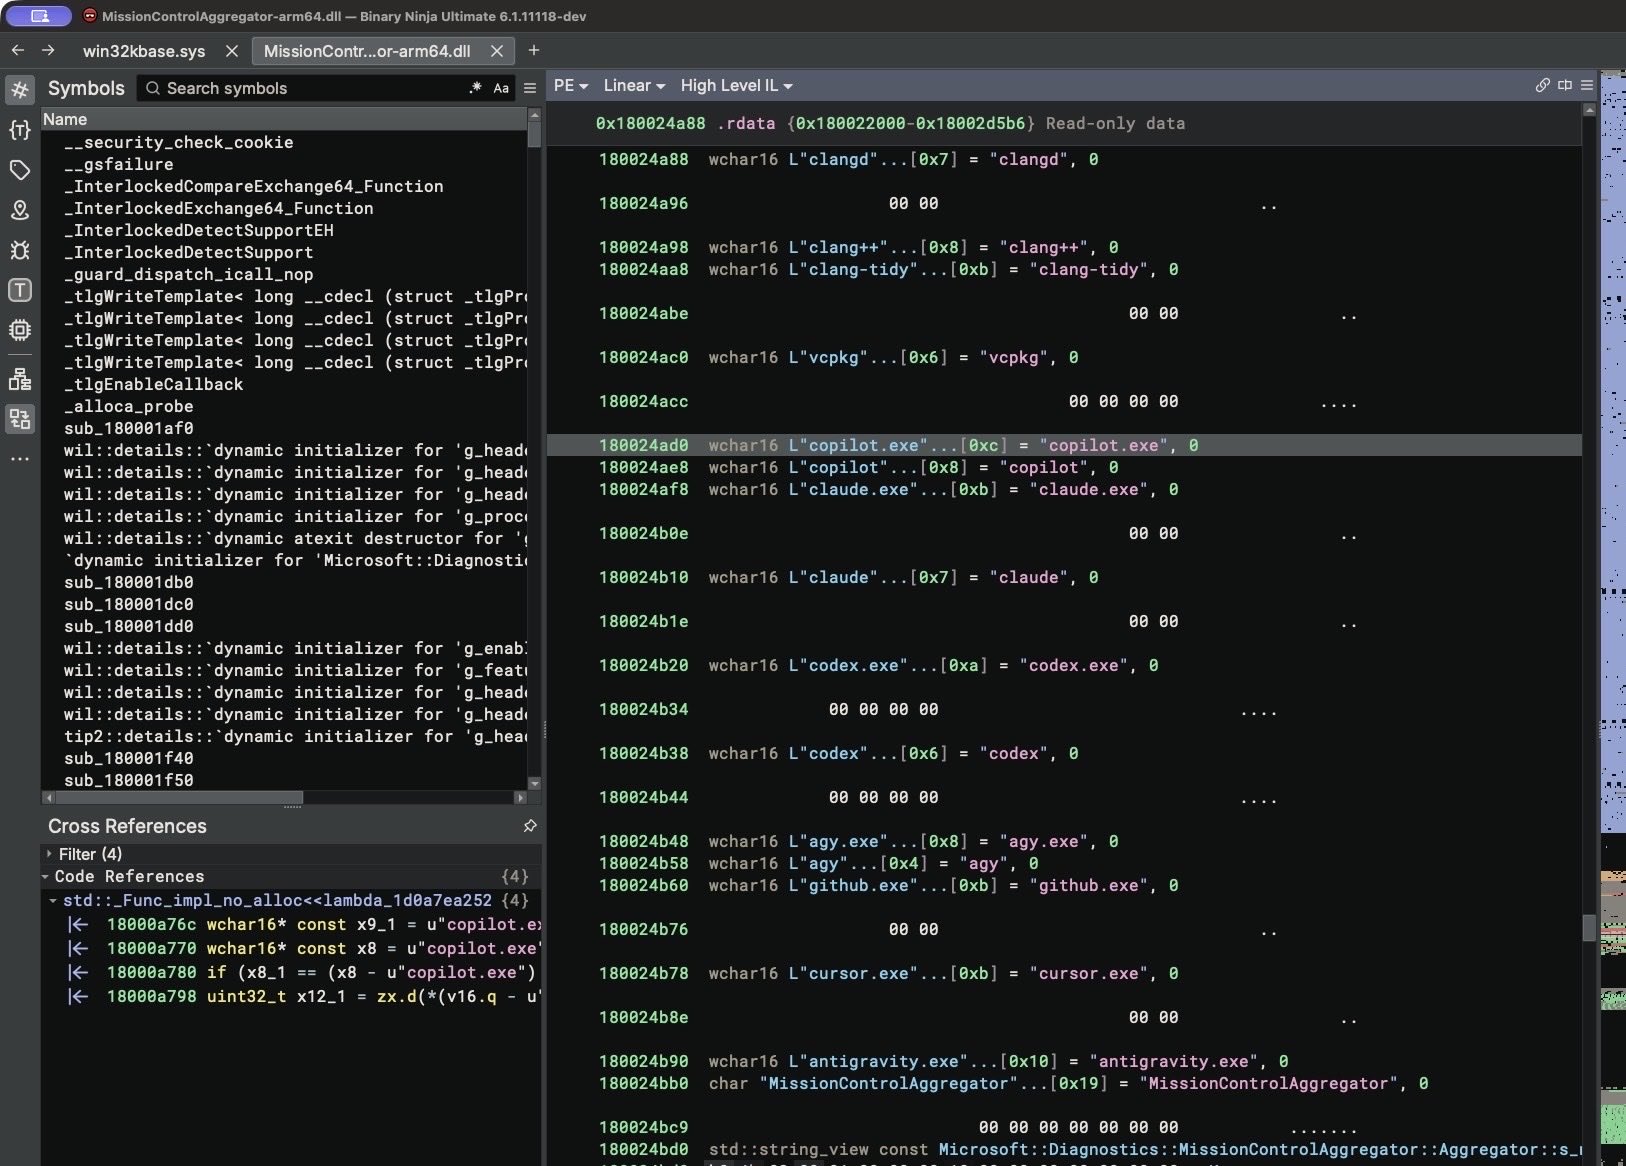 MissionControlAggregator-arm64.dll — Binary Ninja Ultimate 6.1.11118-dev
win32kbase.sys MissionContr...or-arm64.dll
Symbols Search symbols .* Aa
Name
__security_check_cookie
__gsfailure
_InterlockedCompareExchange64_Function
_InterlockedExchange64_Function
_InterlockedDetectSupportEH
_InterlockedDetectSupport
_guard_dispatch_icall_nop
_tlgWriteTemplate< long __cdecl (struct _tlgPro
_tlgWriteTemplate< long __cdecl (struct _tlgPro
_tlgWriteTemplate< long __cdecl (struct _tlgPro
_tlgWriteTemplate< long __cdecl (struct _tlgPro
_tlgEnableCallback
_alloca_probe
sub_180001af0
wil::details::`dynamic initializer for 'g_heade
wil::details::`dynamic initializer for 'g_heade
wil::details::`dynamic initializer for 'g_heade
wil::details::`dynamic initializer for 'g_proce
wil::details::`dynamic atexit destructor for 'g
`dynamic initializer for 'Microsoft::Diagnostic
sub_180001db0
sub_180001dc0
sub_180001dd0
wil::details::`dynamic initializer for 'g_enabl
wil::details::`dynamic initializer for 'g_featu
wil::details::`dynamic initializer for 'g_heade
wil::details::`dynamic initializer for 'g_heade
tip2::details::`dynamic initializer for 'g_head
sub_180001f40
sub_180001f50
Cross References
Filter (4)
Code References {4}
std::_Func_impl_no_alloc<<lambda_1d0a7ea252 {4}
18000a76c wchar16* const x9_1 = u"copilot.ex
18000a770 wchar16* const x8 = u"copilot.exe"
18000a780 if (x8_1 == (x8 - u"copilot.exe")
18000a798 uint32_t x12_1 = zx.d(*(v16.q - u"
PE Linear High Level IL
0x180024a88 .rdata {0x180022000-0x18002d5b6} Read-only data
180024a88 wchar16 L"clangd"...[0x7] = "clangd", 0
180024a96 00 00 ..
180024a98 wchar16 L"clang++"...[0x8] = "clang++", 0
180024aa8 wchar16 L"clang-tidy"...[0xb] = "clang-tidy", 0
180024abe 00 00 ..
180024ac0 wchar16 L"vcpkg"...[0x6] = "vcpkg", 0
180024acc 00 00 00 00 ....
180024ad0 wchar16 L"copilot.exe"...[0xc] = "copilot.exe", 0
180024ae8 wchar16 L"copilot"...[0x8] = "copilot", 0
180024af8 wchar16 L"claude.exe"...[0xb] = "claude.exe", 0
180024b0e 00 00 ..
180024b10 wchar16 L"claude"...[0x7] = "claude", 0
180024b1e 00 00 ..
180024b20 wchar16 L"codex.exe"...[0xa] = "codex.exe", 0
180024b34 00 00 00 00 ....
180024b38 wchar16 L"codex"...[0x6] = "codex", 0
180024b44 00 00 00 00 ....
180024b48 wchar16 L"agy.exe"...[0x8] = "agy.exe", 0
180024b58 wchar16 L"agy"...[0x4] = "agy", 0
180024b60 wchar16 L"github.exe"...[0xb] = "github.exe", 0
180024b76 00 00 ..
180024b78 wchar16 L"cursor.exe"...[0xb] = "cursor.exe", 0
180024b8e 00 00 ..
180024b90 wchar16 L"antigravity.exe"...[0x10] = "antigravity.exe", 0
180024bb0 char "MissionControlAggregator"...[0x19] = "MissionControlAggregator", 0
180024bc9 00 00 00 00 00 00 00 .......
180024bd0 std::string_view const Microsoft::Diagnostics::MissionControlAggregator::Aggregator::s_